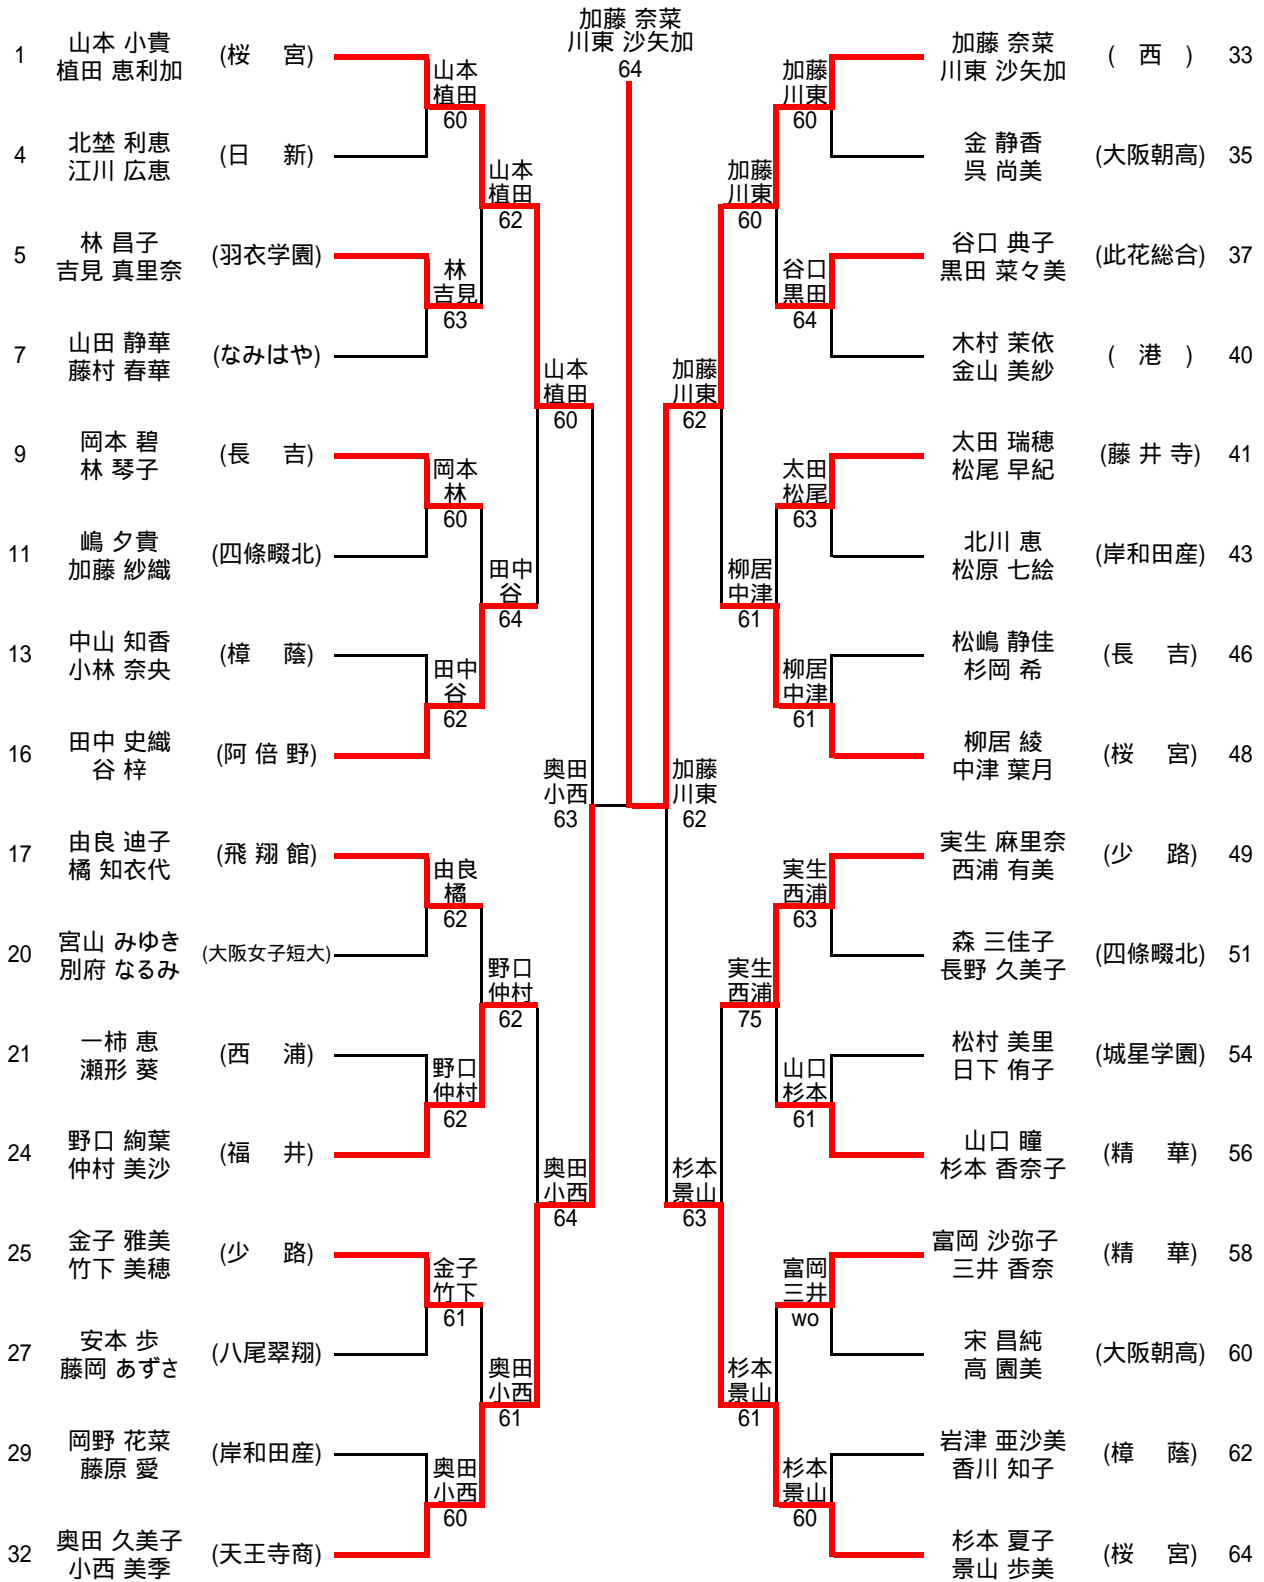 加藤 奈菜
川東 沙矢加
64
1 山本 小貴 (桜 宮)
植田 恵利加
山本
植田
60
4 北埜 利恵 (日 新)
江川 広恵
山本
植田
62
5 林 昌子 (羽衣学園)
吉見 真里奈
林
吉見
63
7 山田 静華 (なみはや)
藤村 春華
山本
植田
60
9 岡本 碧 (長 吉)
林 琴子
岡本
林
60
11 嶋 夕貴 (四條畷北)
加藤 紗織
田中
谷
64
13 中山 知香 (樟 蔭)
小林 奈央
田中
谷
62
16 田中 史織 (阿 倍 野)
谷 梓
奥田
小西
63
17 由良 迪子 (飛 翔 館)
橘 知衣代
由良
橘
62
20 宮山 みゆき (大阪女子短大)
別府 なるみ
野口
仲村
62
21 一柿 恵 (西 浦)
瀬形 葵
野口
仲村
62
24 野口 絢葉 (福 井)
仲村 美沙
奥田
小西
64
25 金子 雅美 (少 路)
竹下 美穂
金子
竹下
61
27 安本 歩 (八尾翠翔)
藤岡 あずさ
奥田
小西
61
29 岡野 花菜 (岸和田産)
藤原 愛
奥田
小西
60
32 奥田 久美子 (天王寺商)
小西 美季
加藤 奈菜 ( 西 ) 33
川東 沙矢加
加藤
川東
60
金 静香 (大阪朝高) 35
呉 尚美
加藤
川東
60
谷口 典子 (此花総合) 37
黒田 菜々美
谷口
黒田
64
木村 茉依 ( 港 ) 40
金山 美紗
加藤
川東
62
太田 瑞穂 (藤 井 寺) 41
松尾 早紀
太田
松尾
63
北川 恵 (岸和田産) 43
松原 七絵
柳居
中津
61
松嶋 静佳 (長 吉) 46
杉岡 希
柳居
中津
61
柳居 綾 (桜 宮) 48
中津 葉月
加藤
川東
62
実生 麻里奈 (少 路) 49
西浦 有美
実生
西浦
63
森 三佳子 (四條畷北) 51
長野 久美子
実生
西浦
75
松村 美里 (城星学園) 54
日下 侑子
山口
杉本
61
山口 瞳 (精 華) 56
杉本 香奈子
杉本
景山
63
富岡 沙弥子 (精 華) 58
三井 香奈
富岡
三井
wo
宋 昌純 (大阪朝高) 60
高 園美
杉本
景山
61
岩津 亜沙美 (樟 蔭) 62
香川 知子
杉本
景山
60
杉本 夏子 (桜 宮) 64
景山 歩美